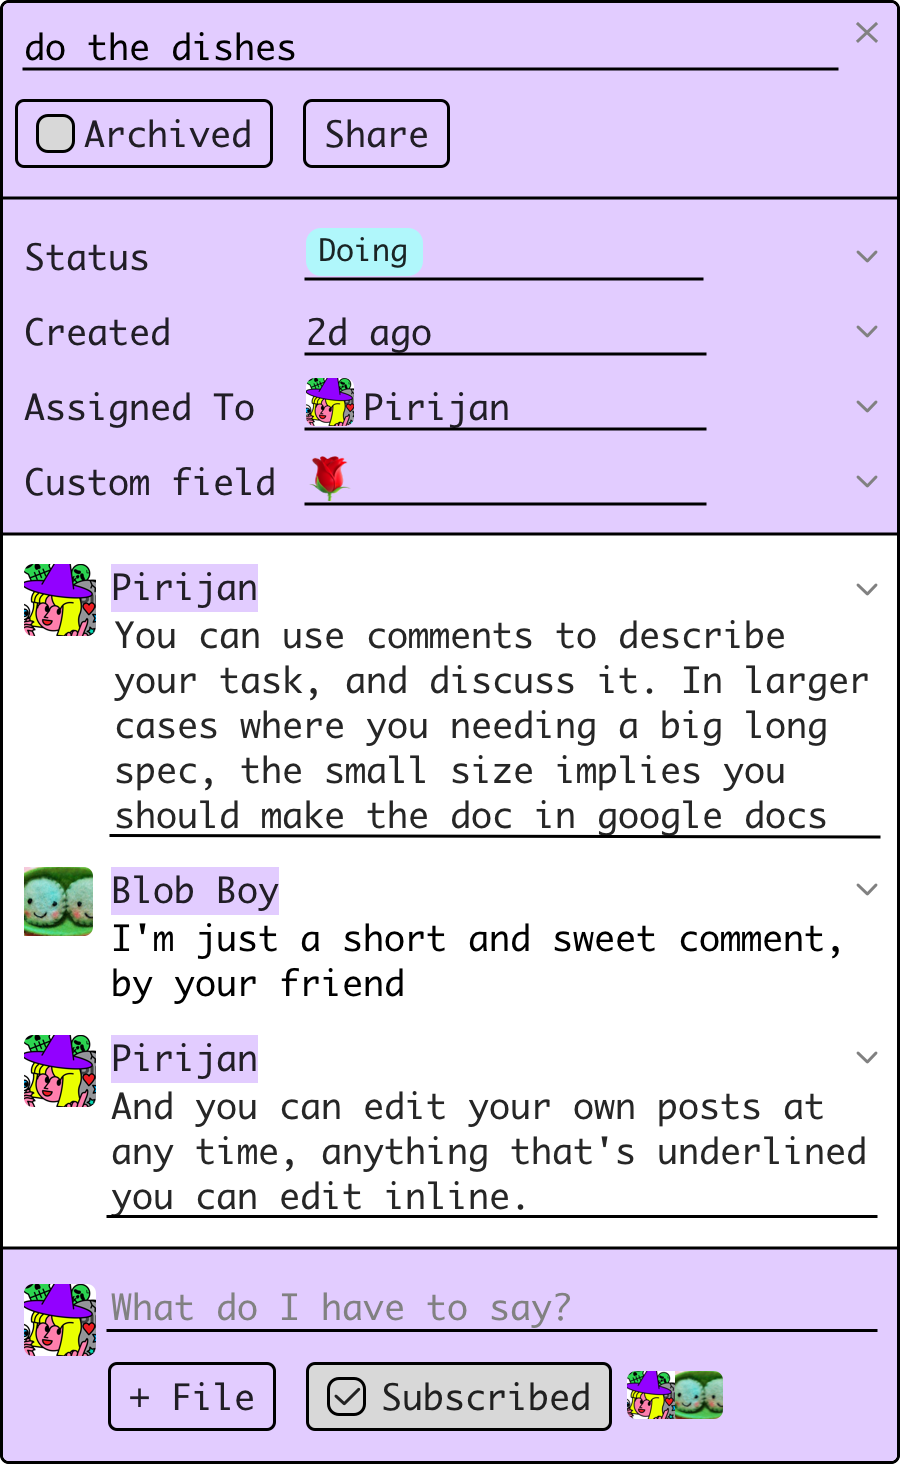 do the dishes
Archived
Share
Status
Doing
Created
2d ago
Assigned To
Pirijan
Custom field
Pirijan
You can use comments to describe
your task, and discuss it. In larger
cases where you needing a big long
spec, the small size implies you
should make the doc in google docs
Blob Boy
I'm just a short and sweet comment,
by your friend
Pirijan
And you can edit your own posts at
any time, anything that's underlined
you can edit inline.
What do I have to say?
+ File
Subscribed